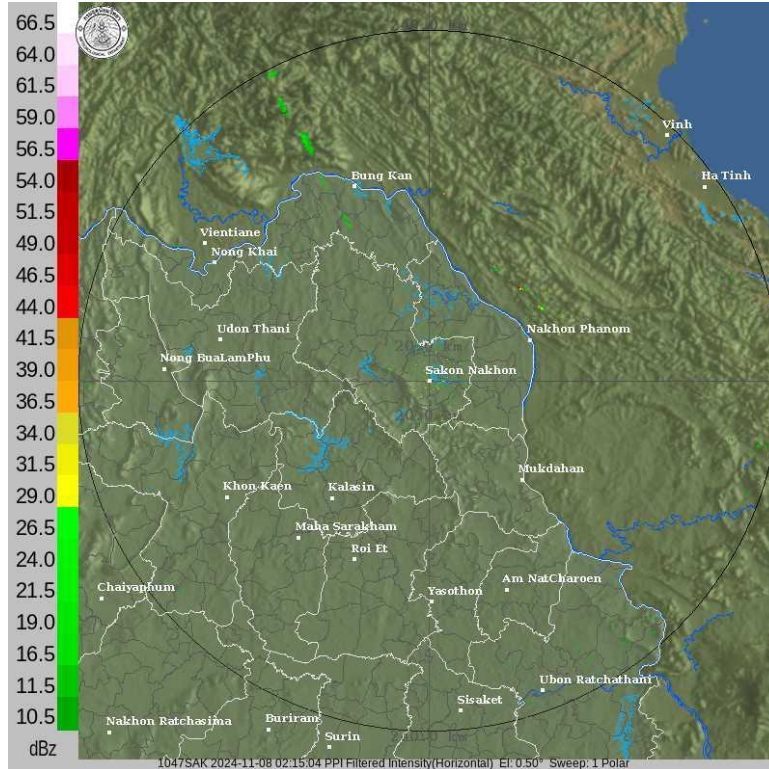 66.5
64.0
61.5
59.0
56.5
54.0
51.5
49.0
46.5
44.0
41.5
39.0
36.5
34.0
31.5
29.0
26.5
24.0
21.5
19.0
16.5
14.0
11.5
10.5
dBz
Vinh
Ha Tinh
Bung Kan
Vientiane
Nong Khai
Udon Thani
Nakhon Phanom
Nong BuaLamPhu
Sakon Nakhon
Mukdahan
Khon Kaen
Kalasin
Maha Sarakham
Roi Et
Chaiyaphum
Yasothon
Am NatCharoen
Ubon Ratchathani
Sisaket
Nakhon Ratchasima
Buriram
Surin
1047SAK 2024-11-08 02:15:04 PPI Filtered Intensity(Horizontal) El: 0.50° Sweep: 1 Polar